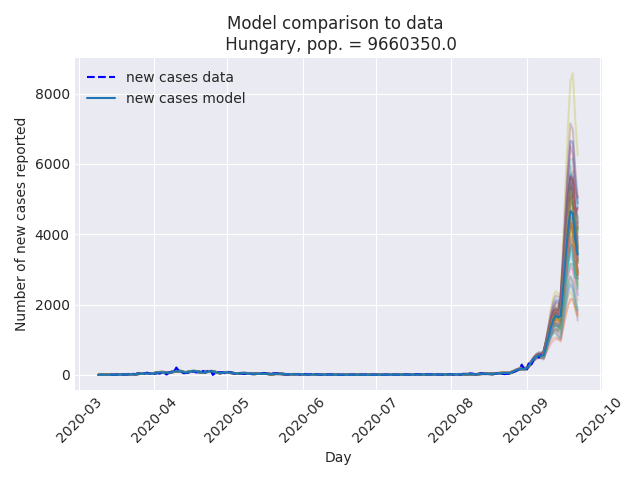 Model comparison to data
Hungary, pop. = 9660350.0
new cases data
new cases model
Number of new cases reported
8000
6000
4000
2000
0
2020-03
2020-04
2020-05
2020-06
2020-07
2020-08
2020-09
2020-10
Day